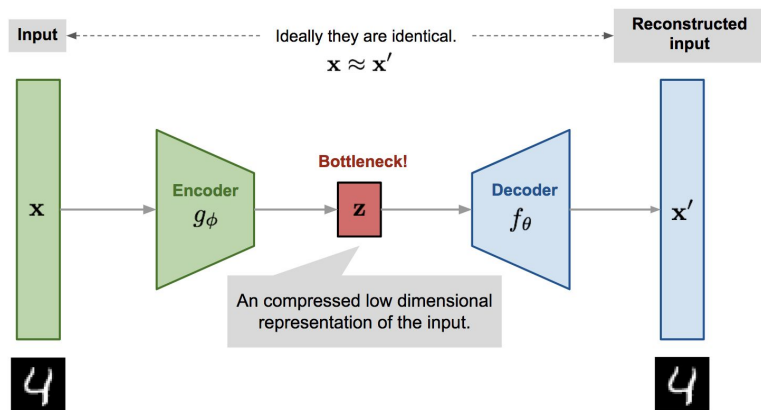 Input
Ideally they are identical.
x ≈ x′
Reconstructed
input
Bottleneck!
x
Encoder
gϕ
z
Decoder
fθ
x′
An compressed low dimensional
representation of the input.
4
4